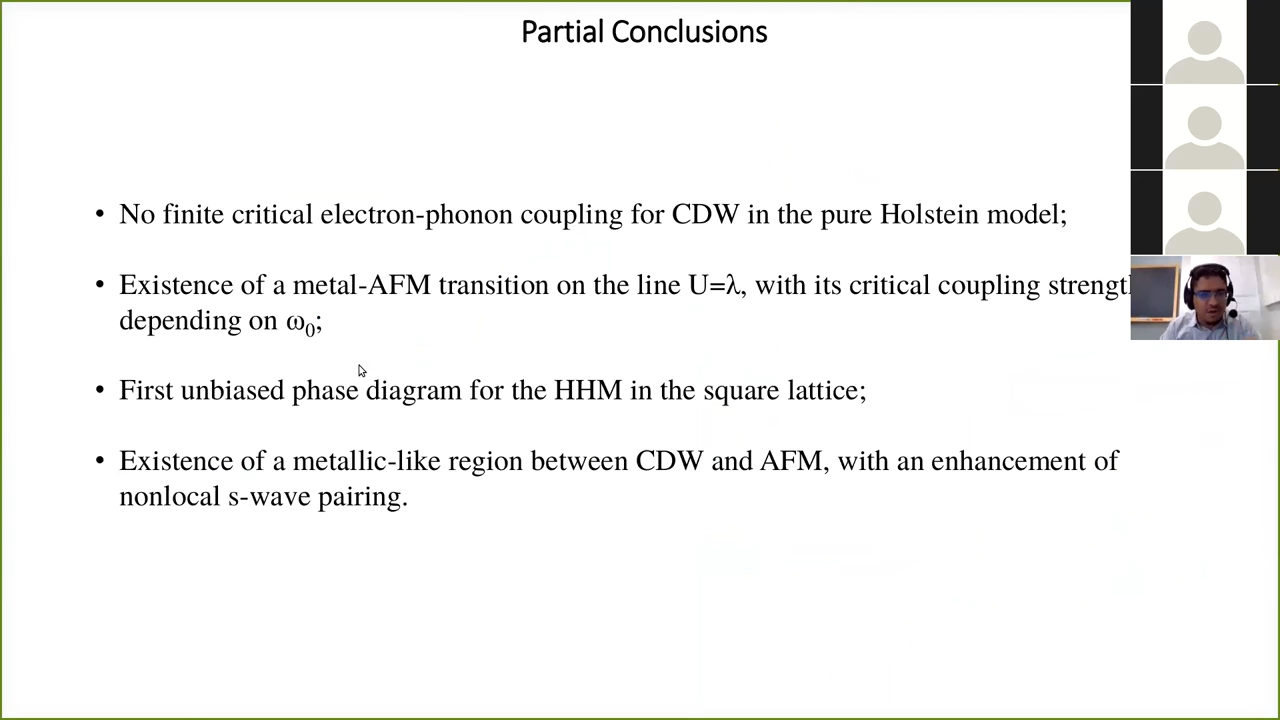 Partial Conclusions
• No finite critical electron-phonon coupling for CDW in the pure Holstein model;
• Existence of a metal-AFM transition on the line U=λ, with its critical coupling
depending on ω₀;
• First unbiased phase diagram for the HHM in the square lattice;
• Existence of a metallic-like region between CDW and AFM, with an enhancement of
nonlocal s-wave pairing.